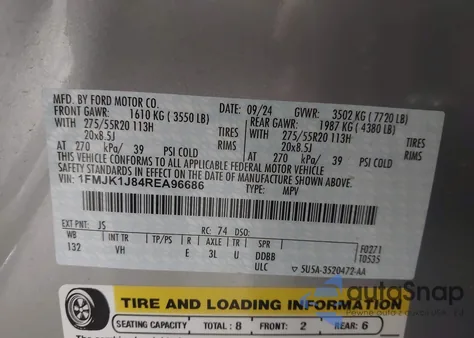 MFD. BY FORD MOTOR CO.
DATE: 09/24 GVWR: 3502 KG ( 7720 LB)
FRONT GAWR: 1610 KG ( 3550 LB) REAR GAWR: 1987 KG ( 4380 LB)
WITH 275/55R20 113H TIRES WITH 275/55R20 113H TIRES
20x8.5J RIMS 20x8.5J RIMS
AT 270 kPa/ 39 PSI COLD AT 270 kPa/ 39 PSI COLD
THIS VEHICLE CONFORMS TO ALL APPLICABLE FEDERAL MOTOR VEHICLE
SAFETY STANDARDS IN EFFECT ON THE DATE OF MANUFACTURE SHOWN ABOVE.
VIN: 1FMJK1J84REA96686
TYPE: MPV
EXT PNT: J5 RC: 74 DSO:
WB INT TR TP/PS R AXLE TR SPR F0271
132 VH E 3L U DDBB T0535
ULC 5U5A-3520472-AA
TIRE AND LOADING INFORMATION
SEATING CAPACITY TOTAL: 8 FRONT: 2 REAR: 6
autoSnap